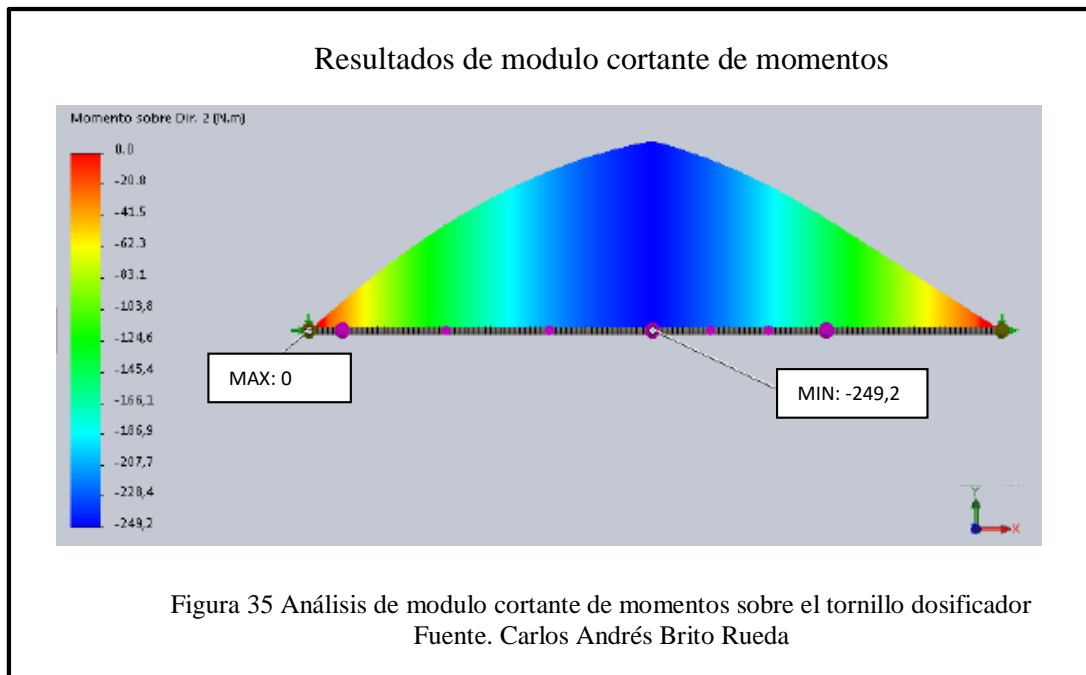 Resultados de modulo cortante de momentos
Momento sobre Dir. 2 (N.m)
0,0
-20,8
-41,5
-62,3
-83,1
-103,8
-124,6
-145,4
-166,1
-186,9
-207,7
-228,4
-249,2
MAX: 0
MIN: -249,2
Y
X
Figura 35 Análisis de modulo cortante de momentos sobre el tornillo dosificador
Fuente. Carlos Andrés Brito Rueda